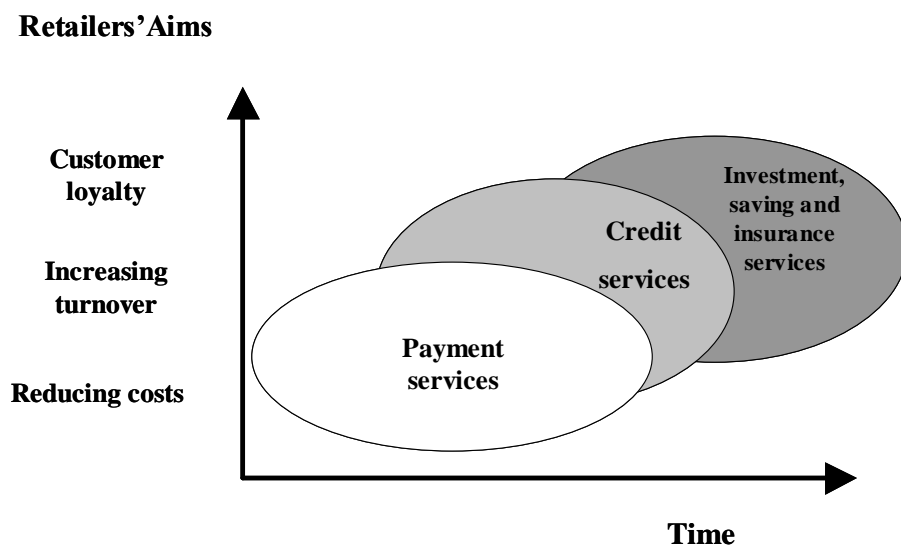 Retailers’Aims
Customer
loyalty
Investment,
saving and
insurance
services
Credit
services
Increasing
turnover
Payment
services
Reducing costs
Time